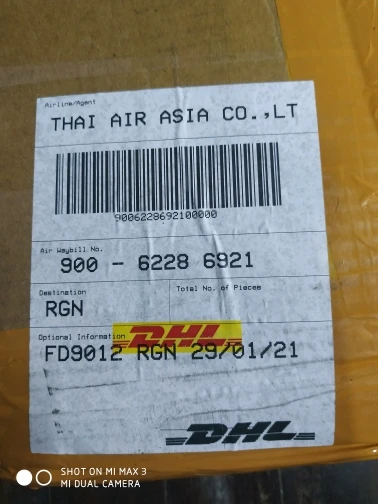 Airline/Agent
THAI AIR ASIA CO.,LT
9006228692100000
Air Waybill No.
900 - 6228 6921
Destination
Total No. of Pieces
RGN
Optional Information
DHL
FD9012 RGN 29/01/21
DHL
SHOT ON MI MAX 3
MI DUAL CAMERA